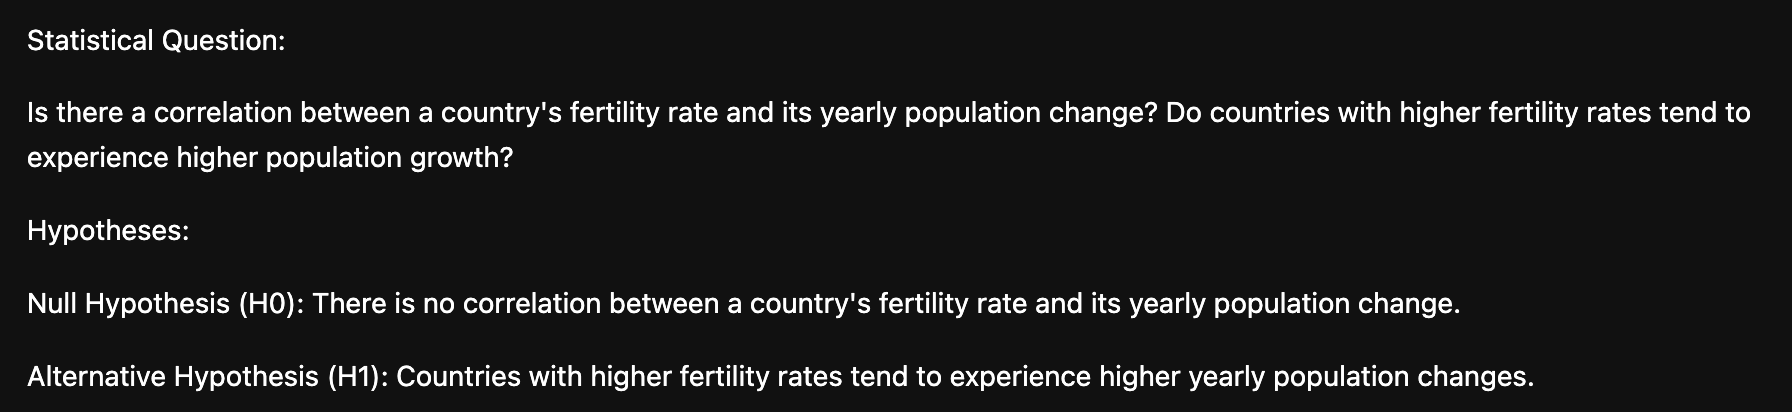 Statistical Question:
Is there a correlation between a country's fertility rate and its yearly population change? Do countries with higher fertility rates tend to
experience higher population growth?
Hypotheses:
Null Hypothesis (H0): There is no correlation between a country's fertility rate and its yearly population change.
Alternative Hypothesis (H1): Countries with higher fertility rates tend to experience higher yearly population changes.